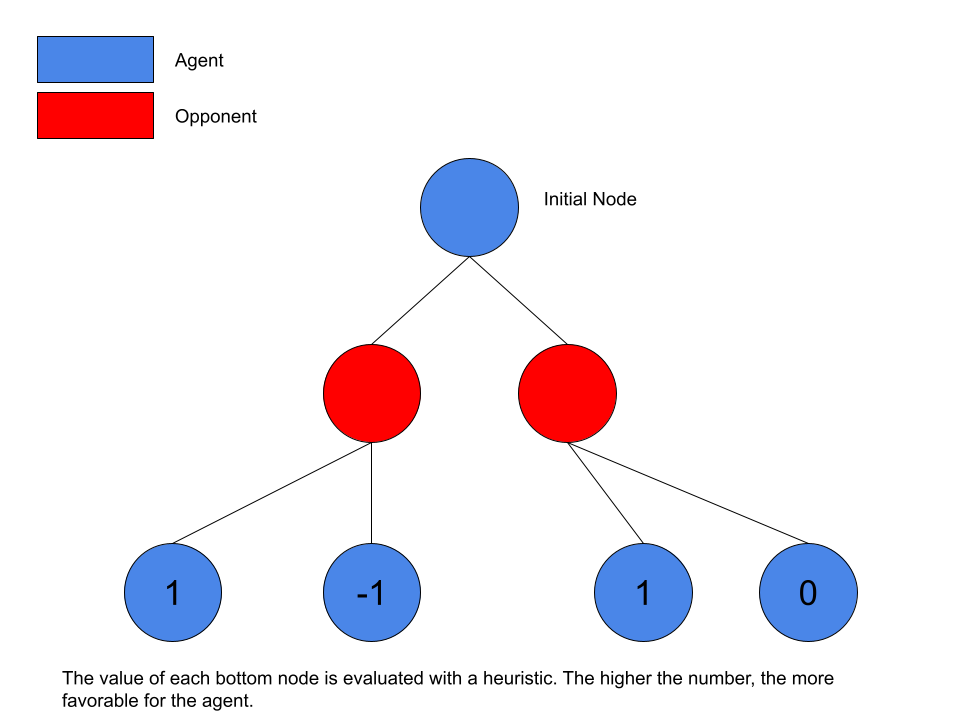 Agent
Opponent
Initial Node
1
-1
1
0
The value of each bottom node is evaluated with a heuristic. The higher the number, the more
favorable for the agent.